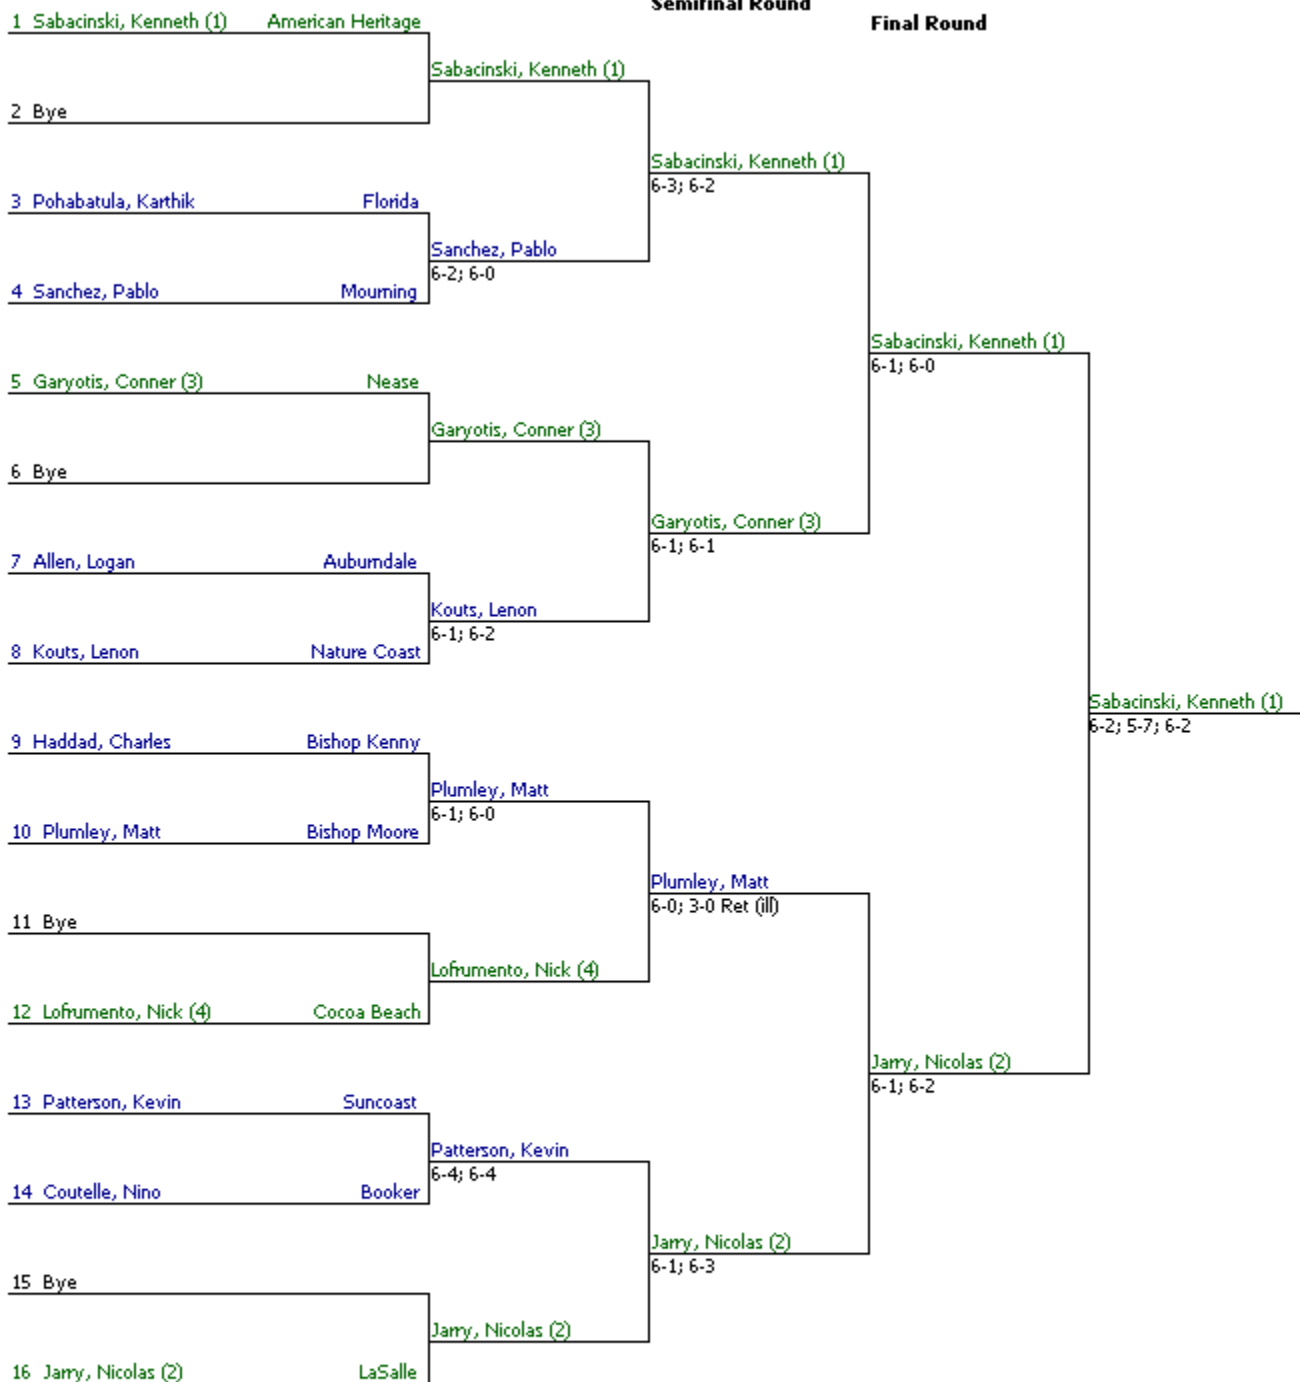 Semifinal Round
Final Round
1 Sabacinski, Kenneth (1) American Heritage
Sabacinski, Kenneth (1)
2 Bye
Sabacinski, Kenneth (1)
6-3; 6-2
3 Pohabatula, Karthik Florida
Sanchez, Pablo
6-2; 6-0
4 Sanchez, Pablo Mourning
Sabacinski, Kenneth (1)
6-1; 6-0
5 Garyotis, Conner (3) Nease
Garyotis, Conner (3)
6 Bye
Garyotis, Conner (3)
6-1; 6-1
7 Allen, Logan Auburndale
Kouts, Lenon
6-1; 6-2
8 Kouts, Lenon Nature Coast
Sabacinski, Kenneth (1)
6-2; 5-7; 6-2
9 Haddad, Charles Bishop Kenny
Plumley, Matt
6-1; 6-0
10 Plumley, Matt Bishop Moore
Plumley, Matt
6-0; 3-0 Ret (ill)
11 Bye
Lofrumento, Nick (4)
12 Lofrumento, Nick (4) Cocoa Beach
Jarry, Nicolas (2)
6-1; 6-2
13 Patterson, Kevin Suncoast
Patterson, Kevin
6-4; 6-4
14 Coutelle, Nino Booker
Jarry, Nicolas (2)
6-1; 6-3
15 Bye
Jarry, Nicolas (2)
16 Jarry, Nicolas (2) LaSalle